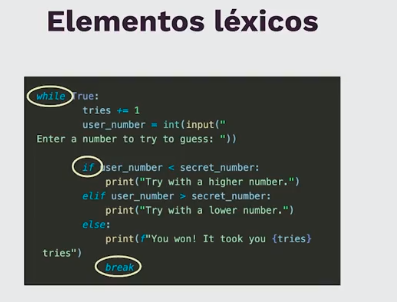 Elementos léxicos
while True:
tries += 1
user_number = int(input("
Enter a number to try to guess: "))
if user_number < secret_number:
print("Try with a higher number.")
elif user_number > secret_number:
print("Try with a lower number.")
else:
print(f"You won! It took you {tries}
tries")
break